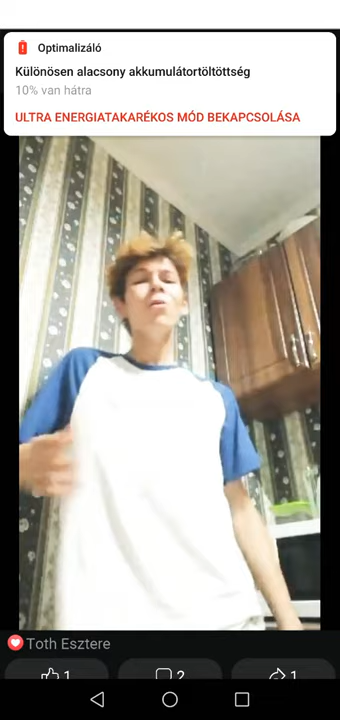 Optimalizáló
Különösen alacsony akkumulátortöltöttség
10% van hátra
ULTRA ENERGIATAKARÉKOS MÓD BEKAPCSOLÁSA
Toth Esztere
1
2
1